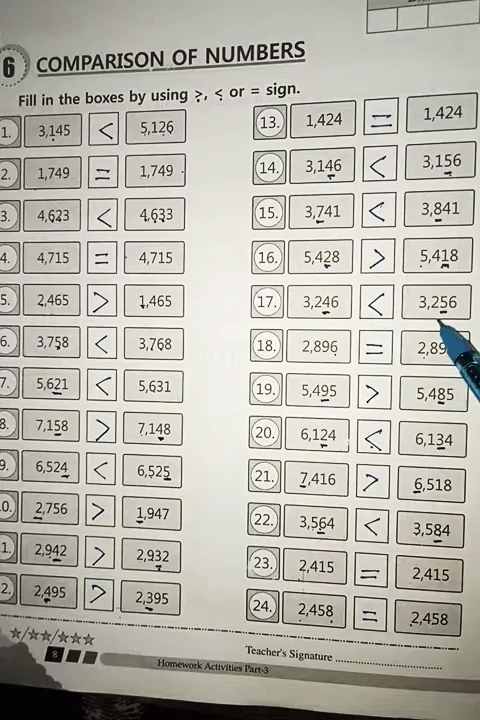 6 COMPARISON OF NUMBERS
Fill in the boxes by using >, < or = sign.
1. 3,145 < 5,126
2. 1,749 = 1,749
3. 4,623 < 4,633
4. 4,715 = 4,715
5. 2,465 > 1,465
6. 3,758 < 3,768
7. 5,621 < 5,631
8. 7,158 > 7,148
9. 6,524 < 6,525
0. 2,756 > 1,947
1. 2,942 > 2,932
2. 2,495 > 2,395
13. 1,424 = 1,424
14. 3,146 < 3,156
15. 3,741 < 3,841
16. 5,428 > 5,418
17. 3,246 < 3,256
18. 2,896 = 2,89
19. 5,495 > 5,485
20. 6,124 < 6,134
21. 7,416 > 6,518
22. 3,564 < 3,584
23. 2,415 = 2,415
24. 2,458 = 2,458
Teacher's Signature
8
Homework Activities Part-3